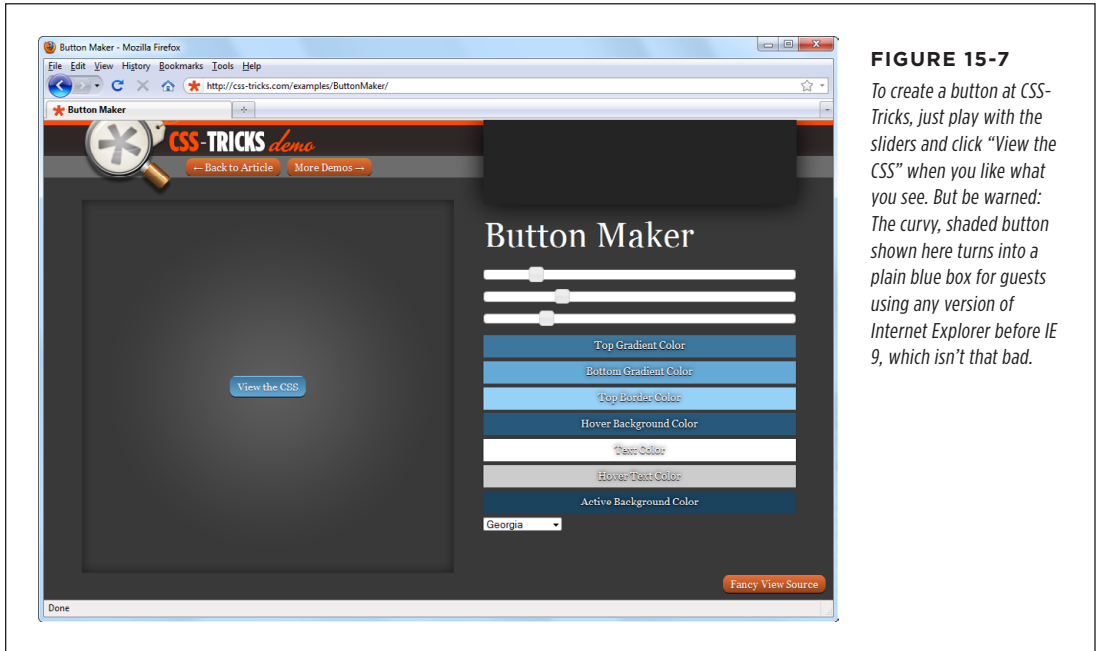 Button Maker - Mozilla Firefox
File Edit View History Bookmarks Tools Help
http://css-tricks.com/examples/ButtonMaker/
Button Maker
CSS-TRICKS demo
← Back to Article
More Demos →
Button Maker
Top Gradient Color
Bottom Gradient Color
Top Border Color
Hover Background Color
Text Color
Hover Text Color
Active Background Color
Georgia
View the CSS
Fancy View Source
Done
FIGURE 15-7
To create a button at CSS-
Tricks, just play with the
sliders and click “View the
CSS” when you like what
you see. But be warned:
The curvy, shaded button
shown here turns into a
plain blue box for guests
using any version of
Internet Explorer before IE
9, which isn’t that bad.